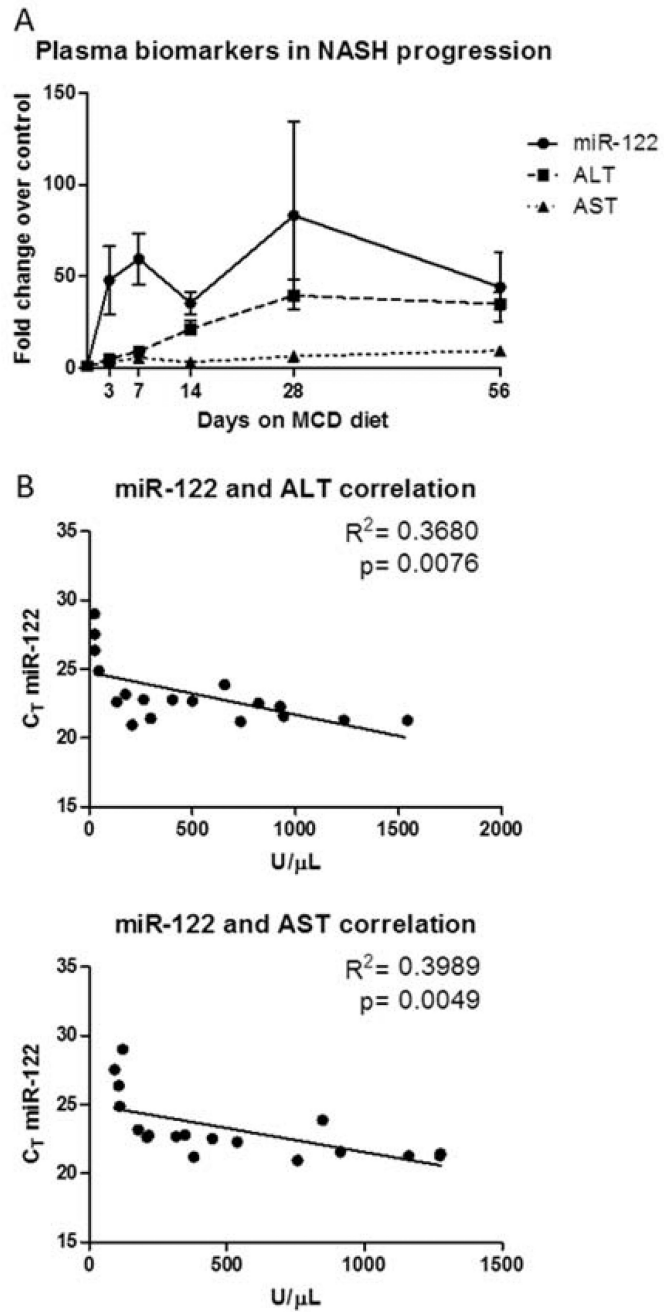 A
Plasma biomarkers in NASH progression
150
100
50
0
Fold change over control
3 7 14 28 56
Days on MCD diet
miR-122
ALT
AST
B
miR-122 and ALT correlation
R²= 0.3680
p= 0.0076
35
30
25
20
15
C_T miR-122
0 500 1000 1500 2000
U/μL
miR-122 and AST correlation
R²= 0.3989
p= 0.0049
35
30
25
20
15
C_T miR-122
0 500 1000 1500
U/μL